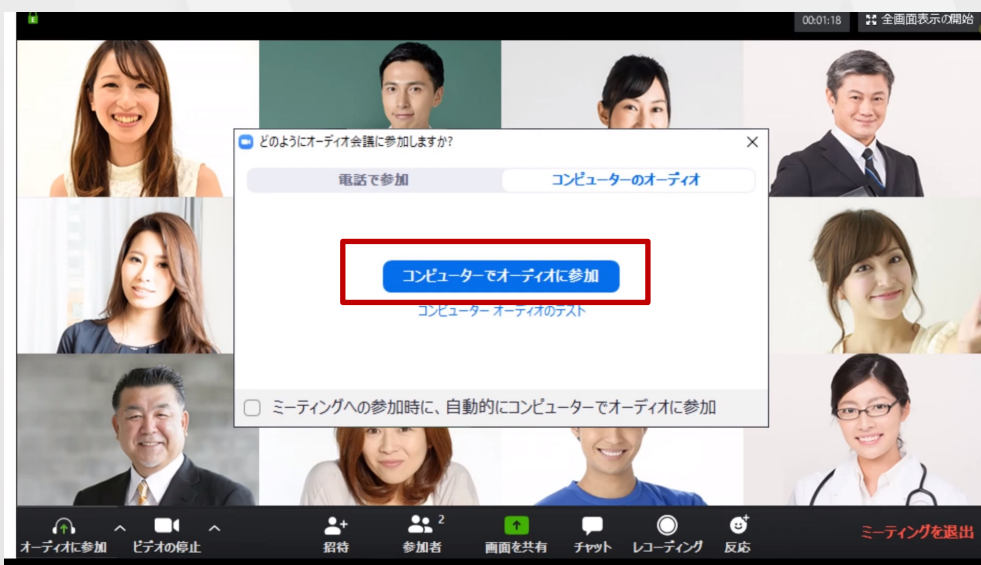 00:01:18
全画面表示の開始
どのようにオーディオ会議に参加しますか?
電話で参加
コンピューターのオーディオ
コンピューターでオーディオに参加
コンピューター オーディオのテスト
ミーティングへの参加時に、自動的にコンピューターでオーディオに参加
2
オーディオに参加
ビデオの停止
招待
参加者
画面を共有
チャット
レコーディング
反応
ミーティングを退出